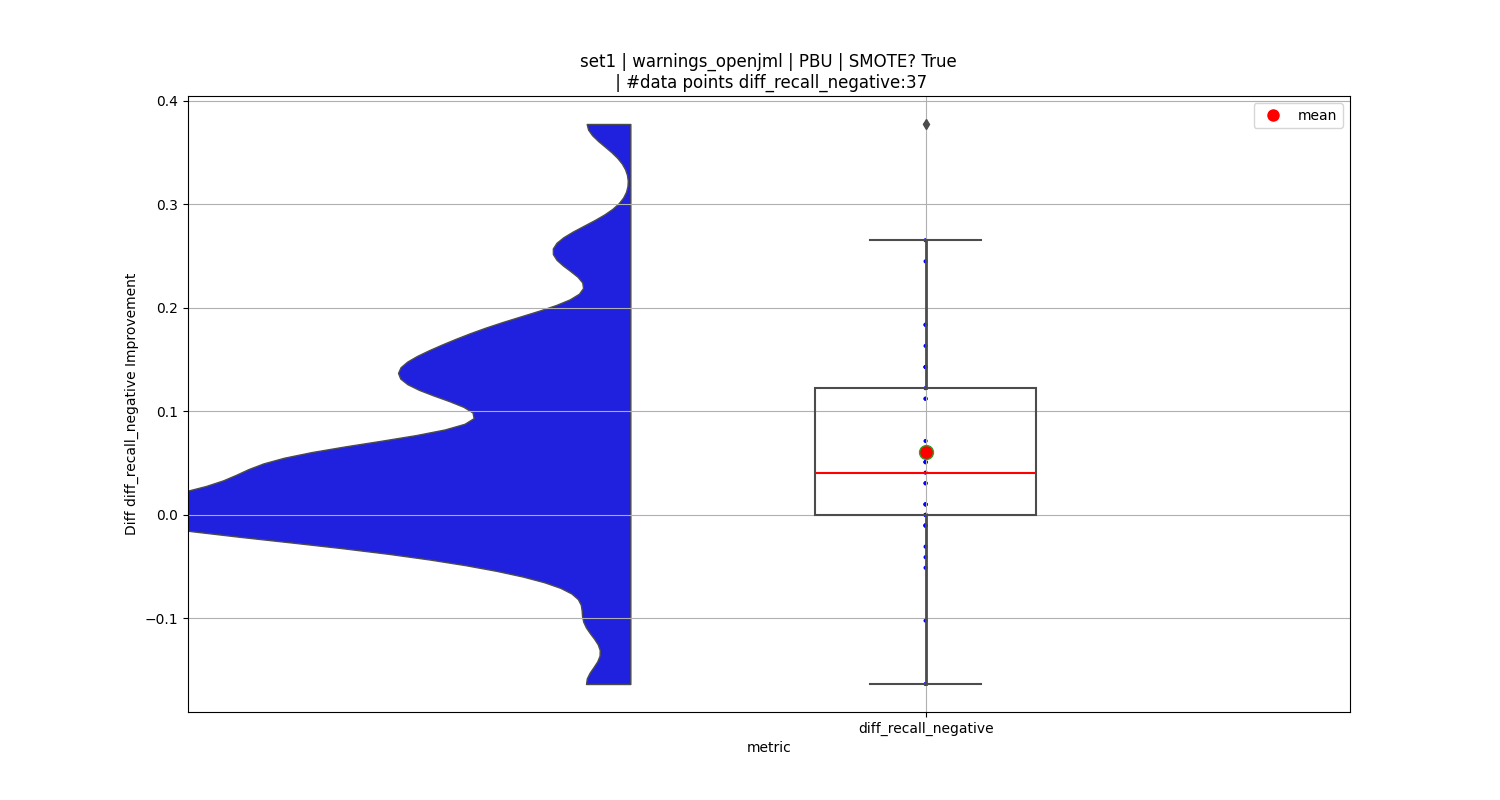 set1 | warnings_openjml | PBU | SMOTE? True
| #data points diff_recall_negative:37
mean
0.4
0.3
0.2
0.1
0.0
−0.1
Diff diff_recall_negative Improvement
diff_recall_negative
metric